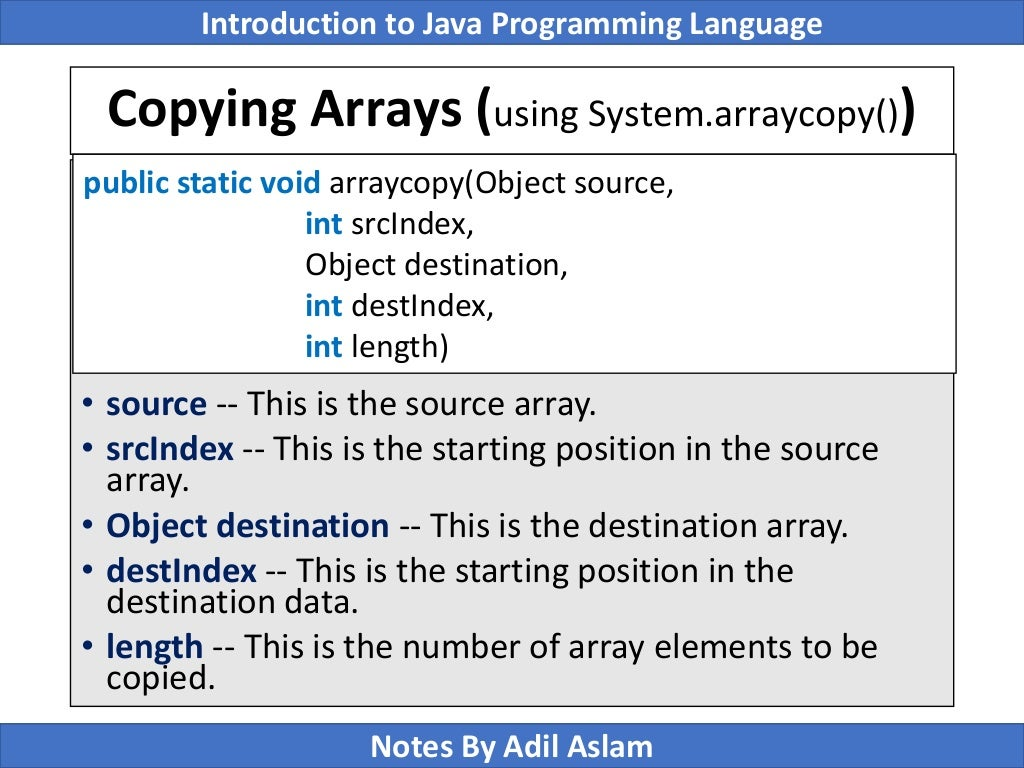 Introduction to Java Programming Language
Copying Arrays (using System.arraycopy())
public static void arraycopy(Object source,
int srcIndex,
Object destination,
int destIndex,
int length)
• source -- This is the source array.
• srcIndex -- This is the starting position in the source
array.
• Object destination -- This is the destination array.
• destIndex -- This is the starting position in the
destination data.
• length -- This is the number of array elements to be
copied.
Notes By Adil Aslam